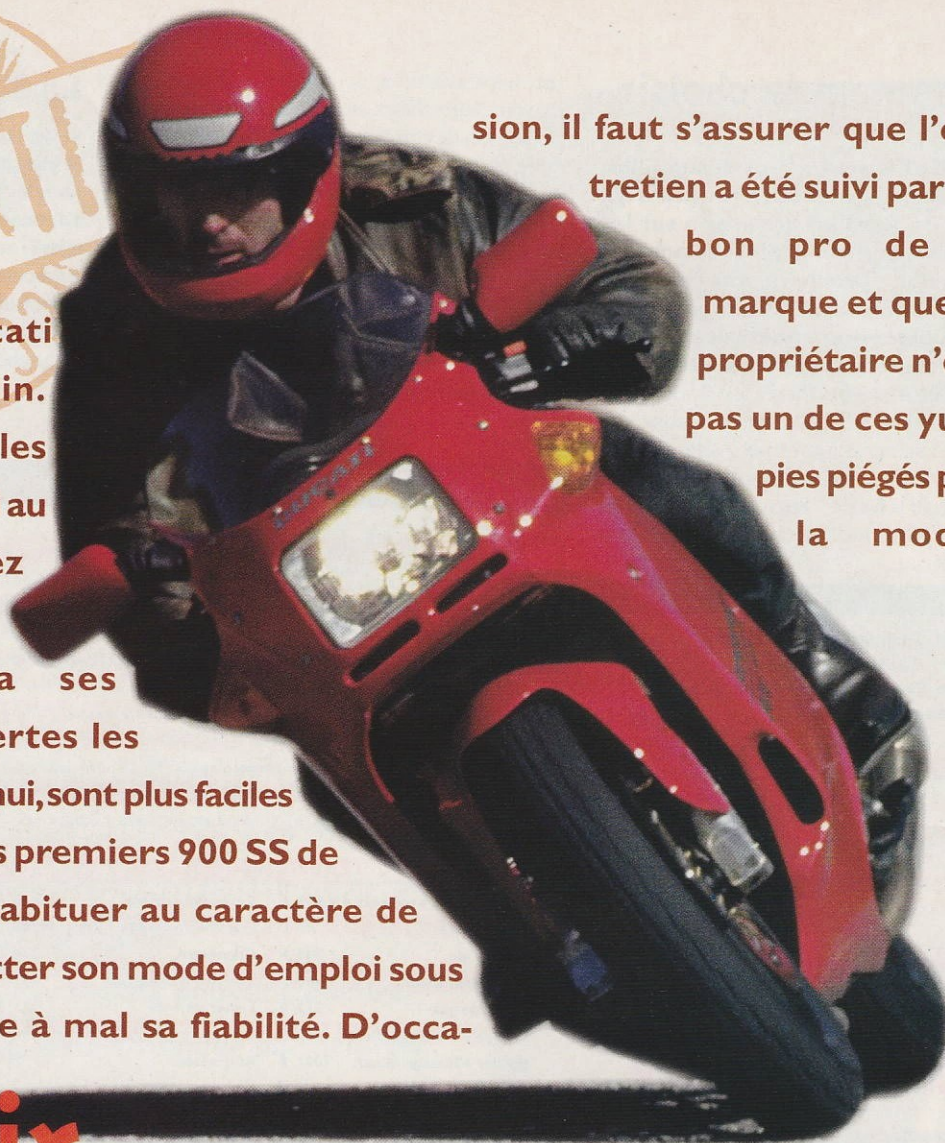 cati
in.
les
au
ez
a ses
ertes les
hui, sont plus faciles
s premiers 900 SS de
abituer au caractère de
cter son mode d'emploi sous
e à mal sa fiabilité. D'occa-
sion, il faut s'assurer que l'e
tretien a été suivi par
bon pro de
marque et que
propriétaire n'e
pas un de ces yu
pies piégés p
la mod
DUCATI